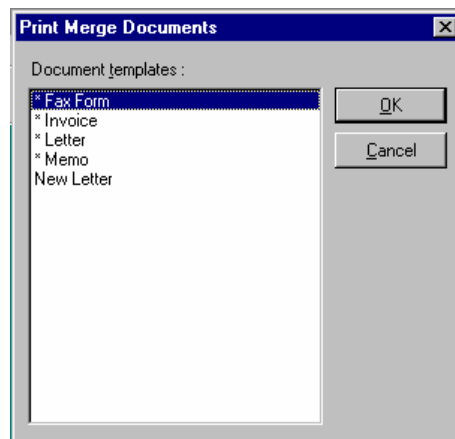 Print Merge Documents
Document templates :
* Fax Form
* Invoice
* Letter
* Memo
New Letter
OK
Cancel